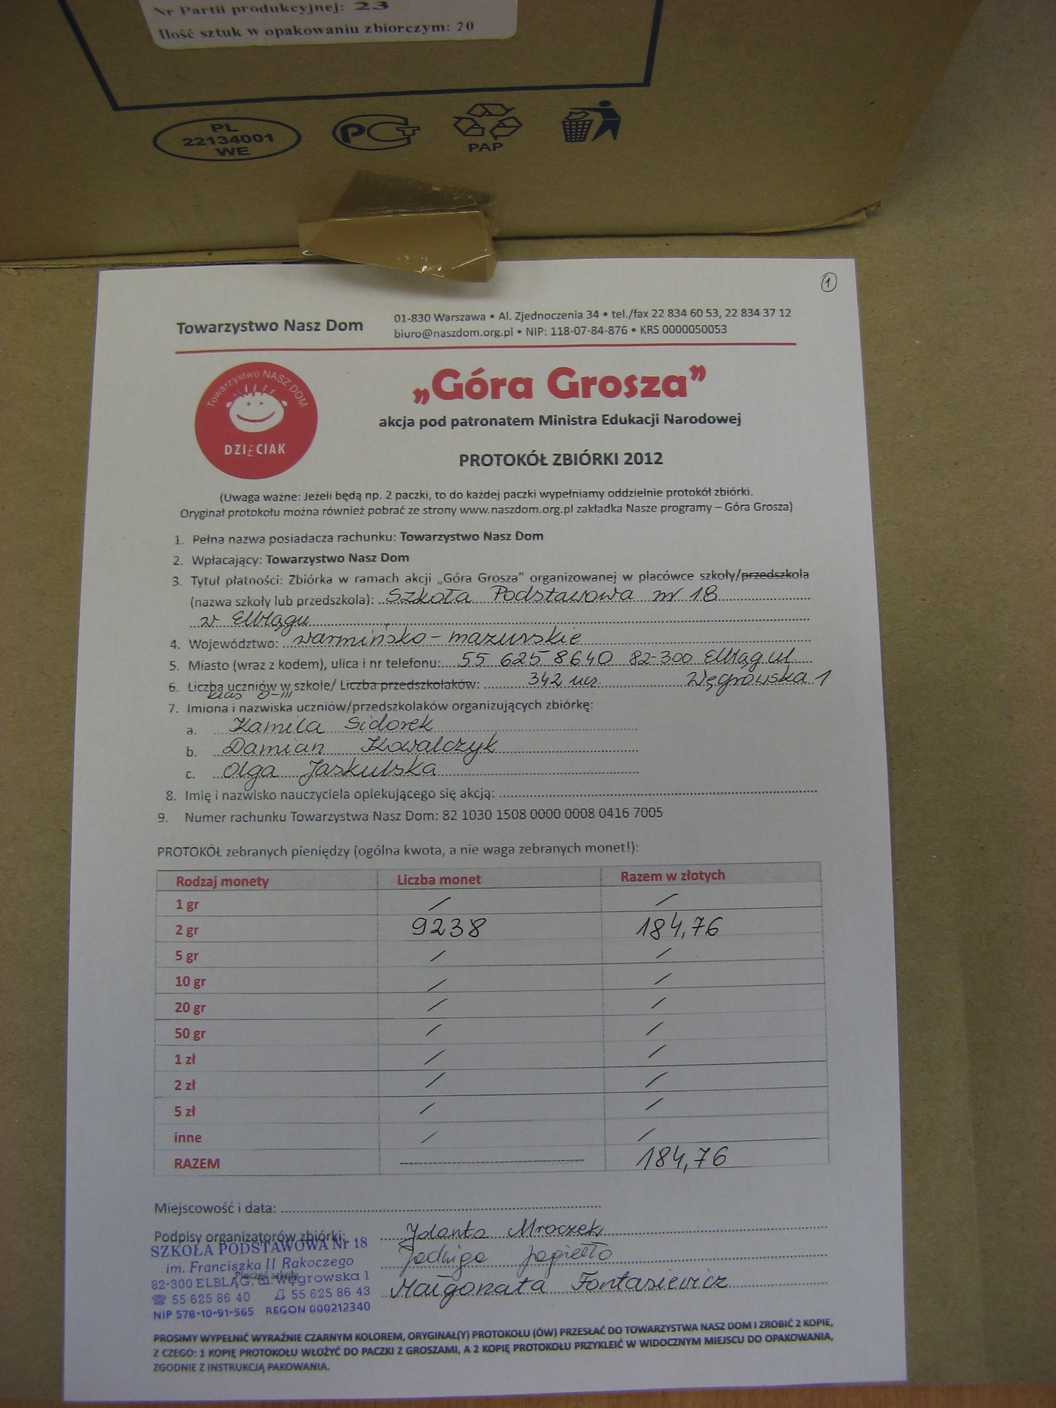 Nr Partii produkcyjnej: 23
Ilość sztuk w opakowaniu zbiorczym: 20
PL
22134001
WE
PAP
1
Towarzystwo Nasz Dom
01-830 Warszawa • Al. Zjednoczenia 34 • tel./fax 22 834 60 53, 22 834 37 12
biuro@naszdom.org.pl • NIP: 118-07-84-876 • KRS 0000050053
Towarzystwo NASZ DOM
DZIECIAK
„Góra Grosza”
akcja pod patronatem Ministra Edukacji Narodowej
PROTOKÓŁ ZBIÓRKI 2012
(Uwaga ważne: Jeżeli będą np. 2 paczki, to do każdej paczki wypełniamy oddzielnie protokół zbiórki.
Oryginał protokołu można również pobrać ze strony www.naszdom.org.pl zakładka Nasze programy – Góra Grosza)
1. Pełna nazwa posiadacza rachunku: Towarzystwo Nasz Dom
2. Wpłacający: Towarzystwo Nasz Dom
3. Tytuł płatności: Zbiórka w ramach akcji „Góra Grosza" organizowanej w placówce szkoły/przedszkola
(nazwa szkoły lub przedszkola): Szkoła Podstawowa nr 18
w Elblągu
4. Województwo: warmińsko - mazurskie
5. Miasto (wraz z kodem), ulica i nr telefonu: 55 625 86 40 82-300 Elbląg ul
6. Liczba uczniów w szkole/ Liczba przedszkolaków: 342 ucz Węgrowska 1
klas 0-III
7. Imiona i nazwiska uczniów/przedszkolaków organizujących zbiórkę:
a. Kamila Sidorek
b. Damian Kowalczyk
c. Olga Jaskulska
8. Imię i nazwisko nauczyciela opiekującego się akcją:
9. Numer rachunku Towarzystwa Nasz Dom: 82 1030 1508 0000 0008 0416 7005
PROTOKÓŁ zebranych pieniędzy (ogólna kwota, a nie waga zebranych monet!):
Rodzaj monety Liczba monet Razem w złotych
1 gr / /
2 gr 9238 184,76
5 gr / /
10 gr / /
20 gr / /
50 gr / /
1 zł / /
2 zł / /
5 zł / /
inne / /
RAZEM 184,76
Miejscowość i data:
Podpisy organizatorów zbiórki: Jolanta Mroczek
Jadwiga Jagiełło
Małgorzata Fontasiewicz
SZKOŁA PODSTAWOWA Nr 18
im. Franciszka II Rakoczego
82-300 ELBLĄG, ul. Węgrowska 1
☎ 55 625 86 40 55 625 86 43
NIP 578-10-91-565 REGON 000212340
PROSIMY WYPEŁNIĆ WYRAŹNIE CZARNYM KOLOREM, ORYGINAŁ(Y) PROTOKOŁU (ÓW) PRZESŁAĆ DO TOWARZYSTWA NASZ DOM I ZROBIĆ 2 KOPIE,
Z CZEGO: 1 KOPIĘ PROTOKOŁU WŁOŻYĆ DO PACZKI Z GROSZAMI, A 2 KOPIĘ PROTOKOŁU PRZYKLEIĆ W WIDOCZNYM MIEJSCU DO OPAKOWANIA,
ZGODNIE Z INSTRUKCJĄ PAKOWANIA.